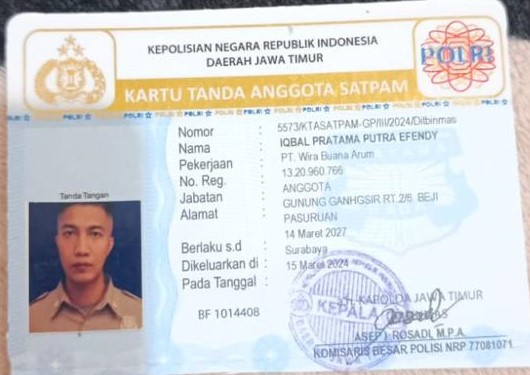 KEPOLISIAN NEGARA REPUBLIK INDONESIA
DAERAH JAWA TIMUR
POLRI
KARTU TANDA ANGGOTA SATPAM
Nomor : 5573/KTASATPAM-GP/III/2024/Ditbinmas
Nama : IQBAL PRATAMA PUTRA EFENDY
Pekerjaan : PT. Wira Buana Arum
No. Reg. : 13.20.960.766
Jabatan : ANGGOTA
Alamat : GUNUNG GANHGSIR RT.2/6 BEJI
PASURUAN
Berlaku s.d : 14 Maret 2027
Dikeluarkan di : Surabaya
Pada Tanggal : 15 Maret 2024
Tanda Tangan
BF 1014408
KAPOLDA JAWA TIMUR
KEPALA
ROSADI, M.P.A.
KOMISARIS BESAR POLISI NRP 77081071